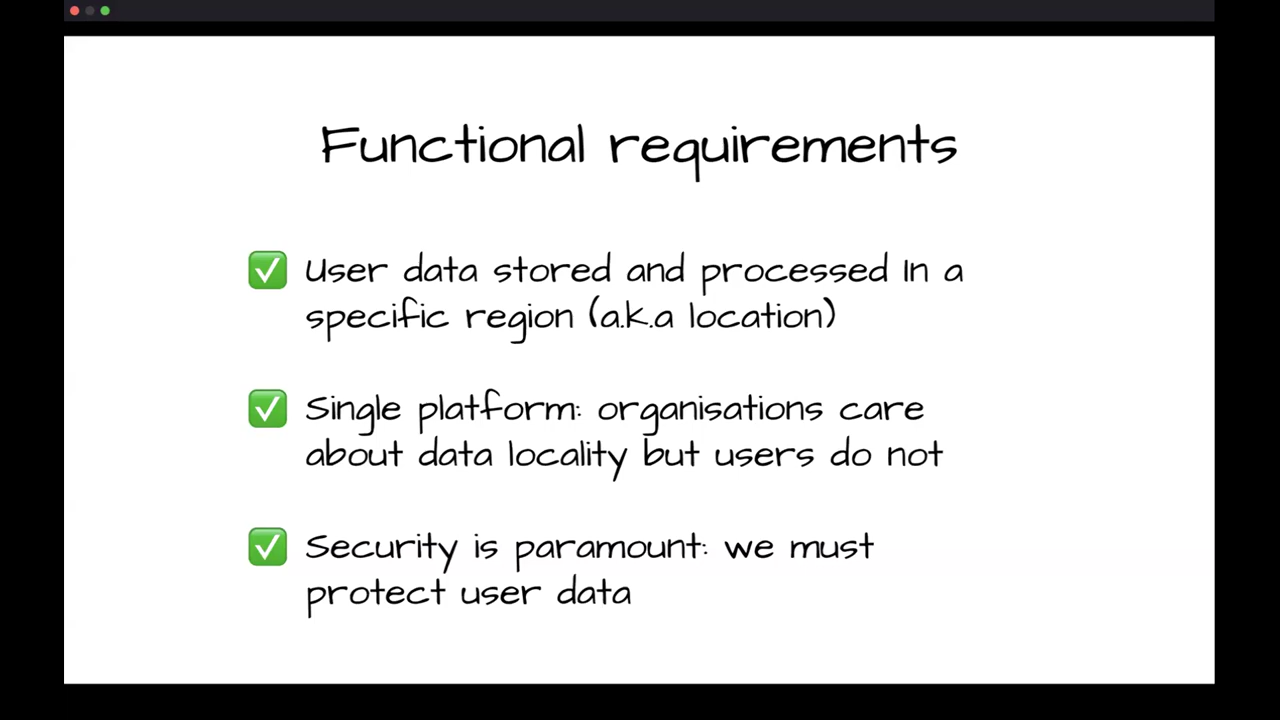 Functional requirements
✅ User data stored and processed in a
specific region (a.k.a location)
✅ Single platform: organisations care
about data locality but users do not
✅ Security is paramount: we must
protect user data